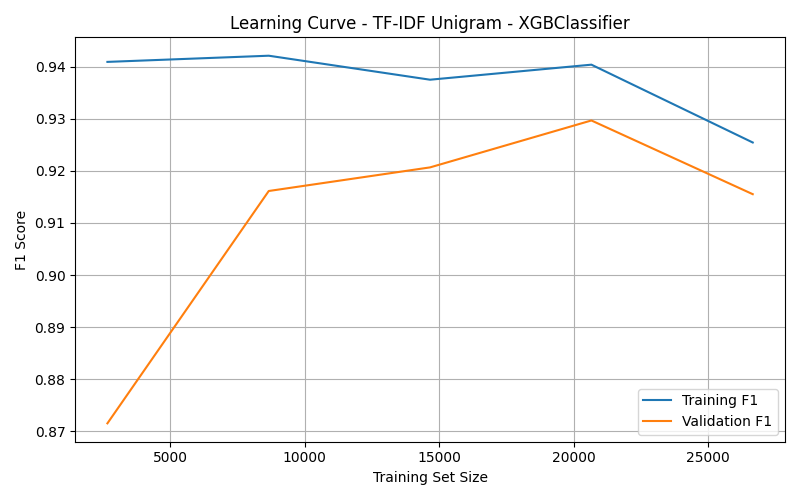 Learning Curve - TF-IDF Unigram - XGBClassifier
F1 Score
0.94
0.93
0.92
0.91
0.90
0.89
0.88
0.87
5000
10000
15000
20000
25000
Training Set Size
Training F1
Validation F1